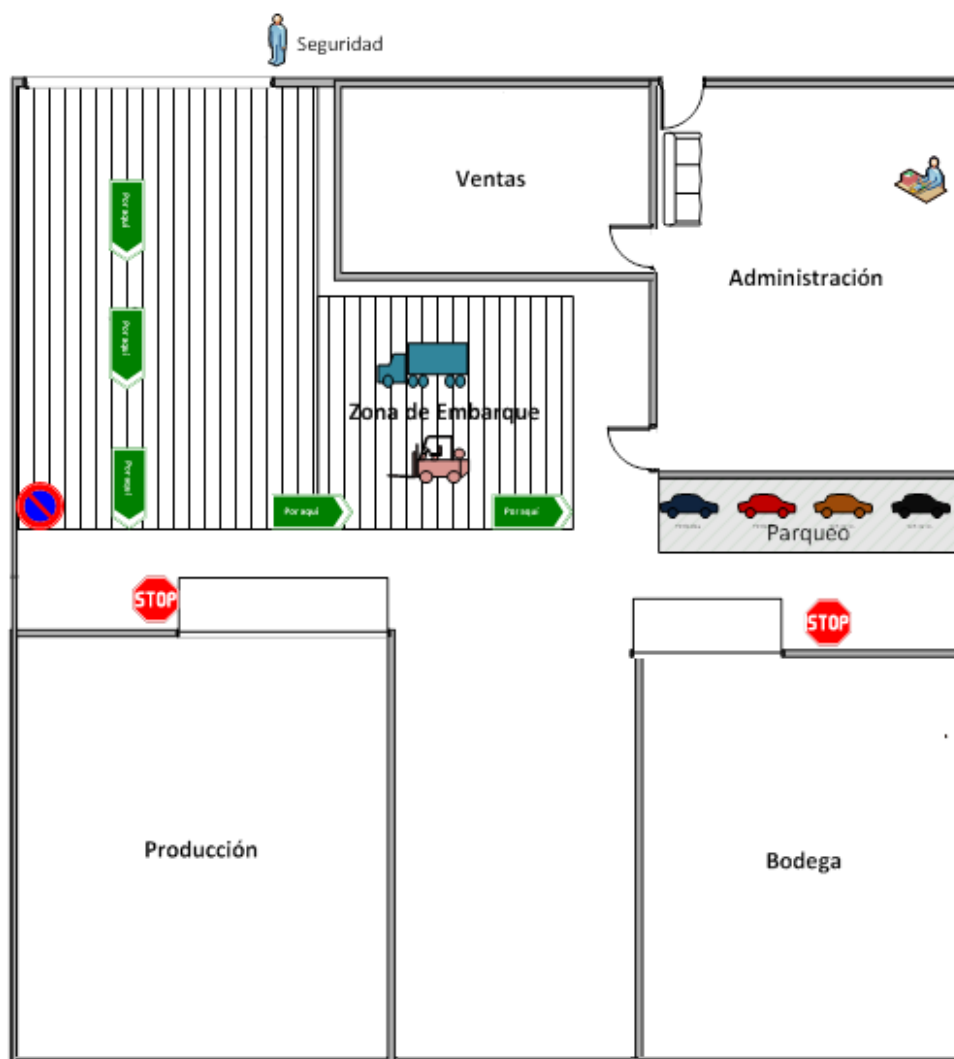 Seguridad
Ventas
Por aquí
Administración
Por aquí
Zona de Embarque
Por aquí
Por aquí
Por aquí
Parqueo
STOP
STOP
Producción
Bodega